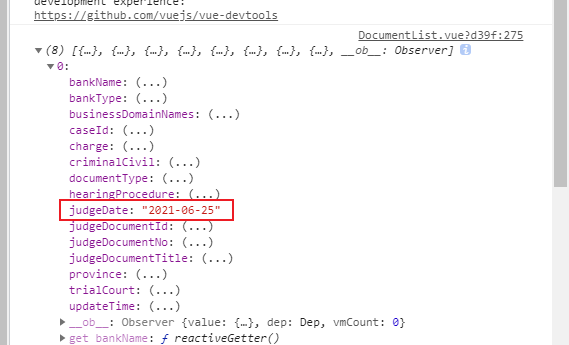 development experience:
https://github.com/vuejs/vue-devtools
DocumentList.vue?d39f:275
▼(8) [{…}, {…}, {…}, {…}, {…}, {…}, {…}, {…}, __ob__: Observer] i
▼0:
bankName: (...)
bankType: (...)
businessDomainNames: (...)
caseId: (...)
charge: (...)
criminalCivil: (...)
documentType: (...)
hearingProcedure: (...)
judgeDate: "2021-06-25"
judgeDocumentId: (...)
judgeDocumentNo: (...)
judgeDocumentTitle: (...)
province: (...)
trialCourt: (...)
updateTime: (...)
▶__ob__: Observer {value: {…}, dep: Dep, vmCount: 0}
▶get bankName: ƒ reactiveGetter()